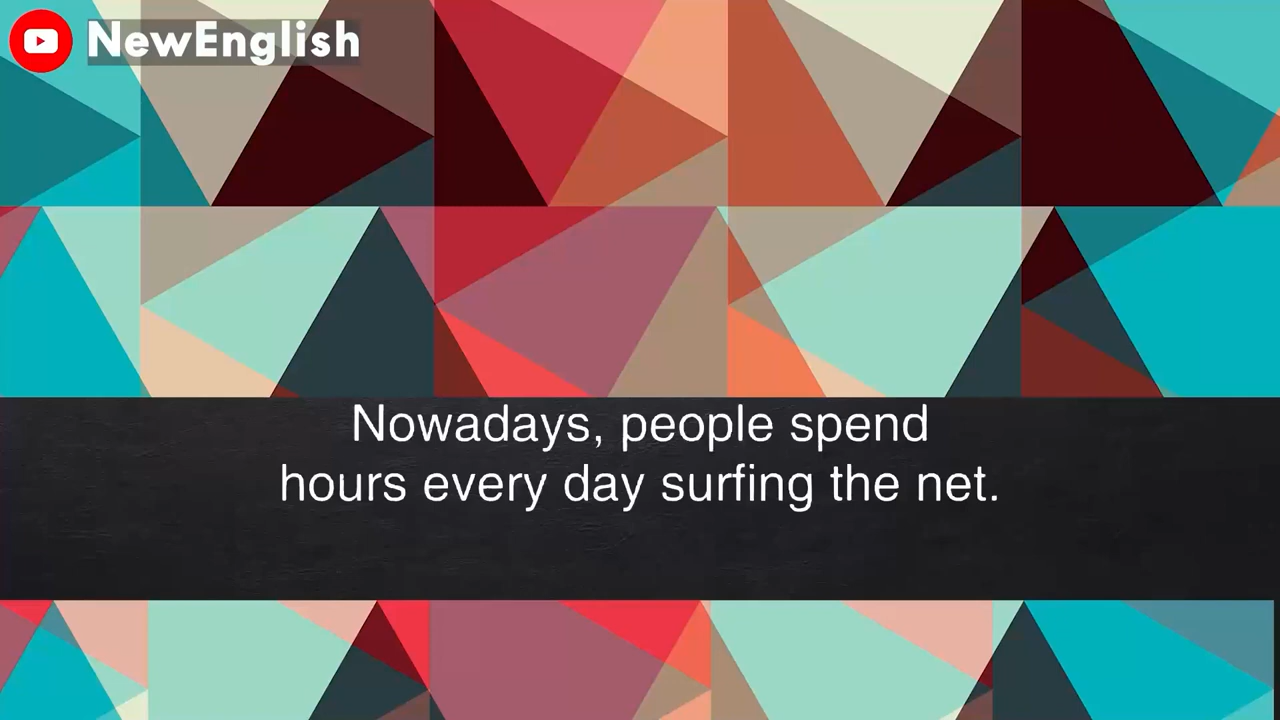 NewEnglish
Nowadays, people spend
hours every day surfing the net.